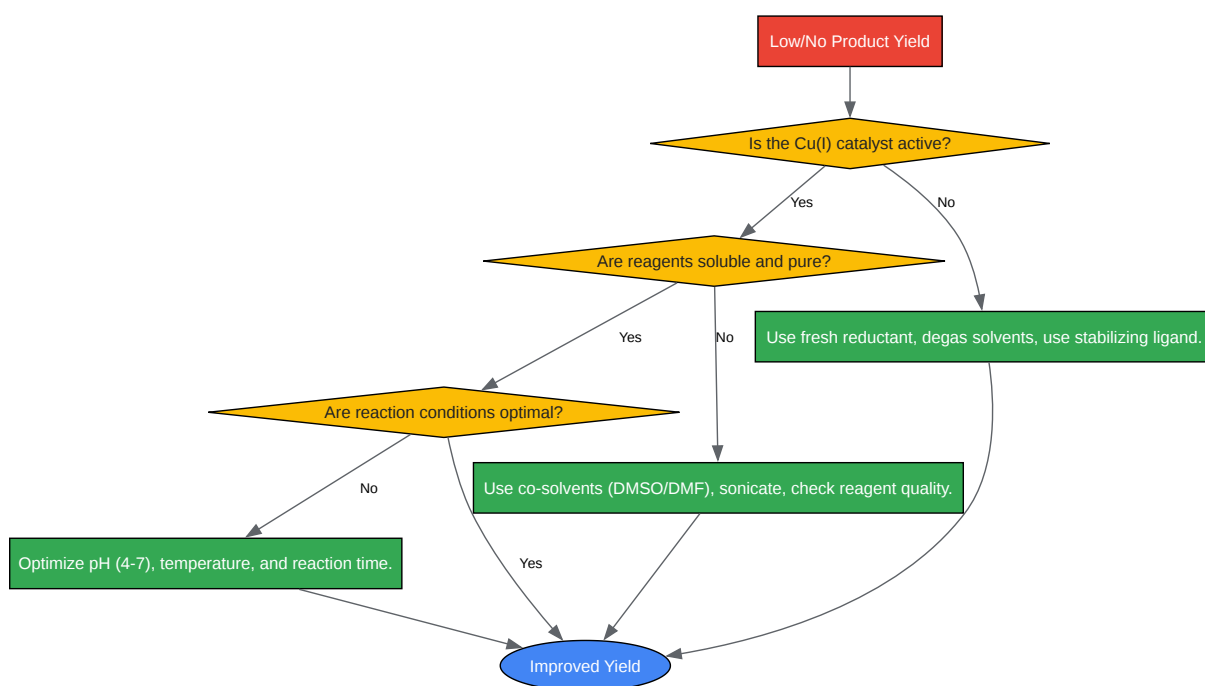 Low/No Product Yield
Is the Cu(I) catalyst active?
Yes
No
Are reagents soluble and pure?
Yes
No
Use fresh reductant, degas solvents, use stabilizing ligand.
Are reaction conditions optimal?
No
Use co-solvents (DMSO/DMF), sonicate, check reagent quality.
Optimize pH (4-7), temperature, and reaction time.
Yes
Improved Yield